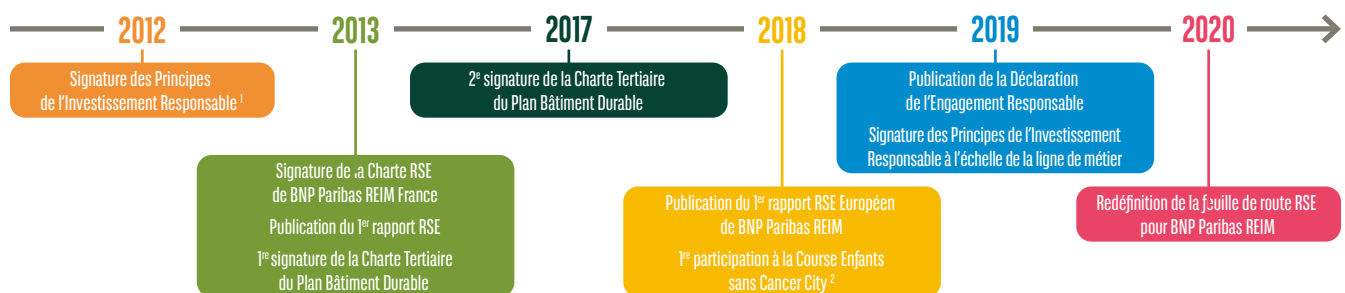 2012
2013
2017
2018
2019
2020
Signature des Principes
de l'Investissement Responsable ¹
Signature de la Charte RSE
de BNP Paribas REIM France
Publication du 1er rapport RSE
1re signature de la Charte Tertiaire
du Plan Bâtiment Durable
2e signature de la Charte Tertiaire
du Plan Bâtiment Durable
Publication du 1er rapport RSE Européen
de BNP Paribas REIM
1re participation à la Course Enfants
sans Cancer City ²
Publication de la Déclaration
de l'Engagement Responsable
Signature des Principes de l'Investissement
Responsable à l'échelle de la ligne de métier
Redéfinition de la feuille de route RSE
pour BNP Paribas REIM